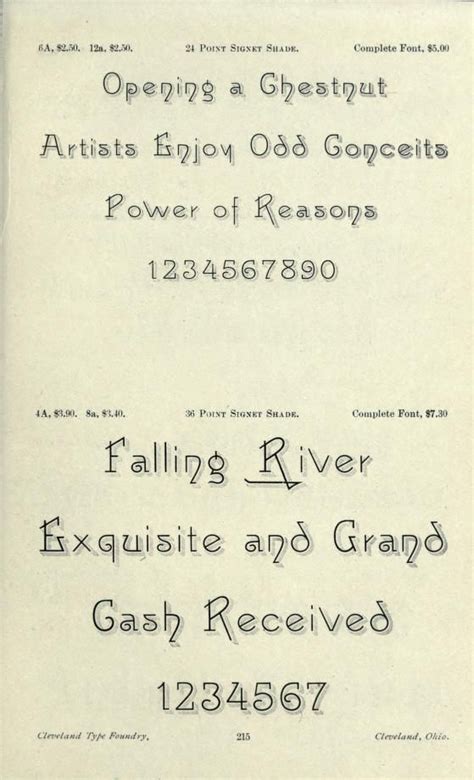 6A, $2.50. 12a, $2.50. 24 Point Signet Shade. Complete Font, $5.00
Opening a Chestnut
Artists Enjoy Odd Conceits
Power of Reasons
1234567890
4A, $3.90. 8a, $3.40. 36 Point Signet Shade. Complete Font, $7.30
Falling River
Exquisite and Grand
Cash Received
1234567
Cleveland Type Foundry. 215 Cleveland, Ohio.